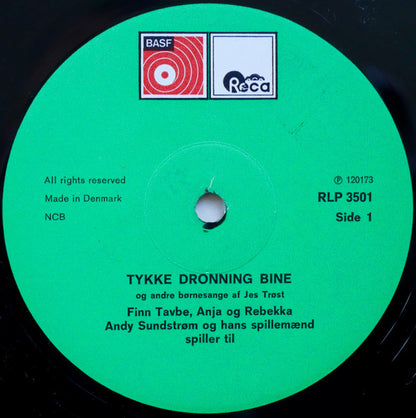 BASF
Reca
All rights reserved
Made in Denmark
NCB
Ⓟ 120173
RLP 3501
Side 1
TYKKE DRONNING BINE
og andre børnesange af Jes Trøst
Finn Tavbe, Anja og Rebekka
Andy Sundstrøm og hans spillemænd
spiller til